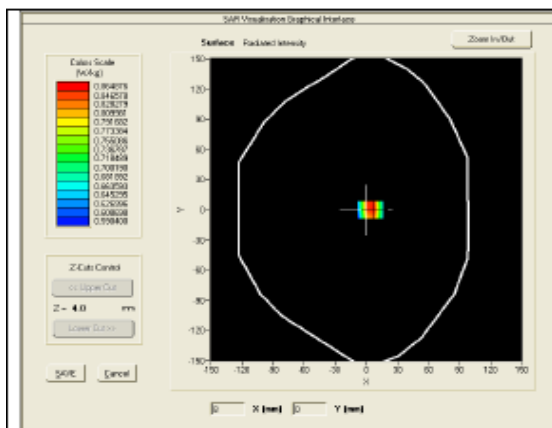 SAR Visualisation Graphical Interface
Surface Radiated Intensity
Zoom In/Out
Colour Scale
(W/kg)
0.864876
0.846578
0.828279
0.809981
0.791682
0.773384
0.755086
0.736787
0.718489
0.700190
0.681892
0.663593
0.645295
0.626996
0.608698
0.590400
Z-Cuts Control
<< Upper Cut
Z - 4.0 mm
Lower Cut >>
SAVE Cancel
150
120
90
60
30
0
-30
-60
-90
-120
-150
Y
-150 -120 -90 -60 -30 0 30 60 90 120 150
X
0 X (mm) 0 Y (mm)